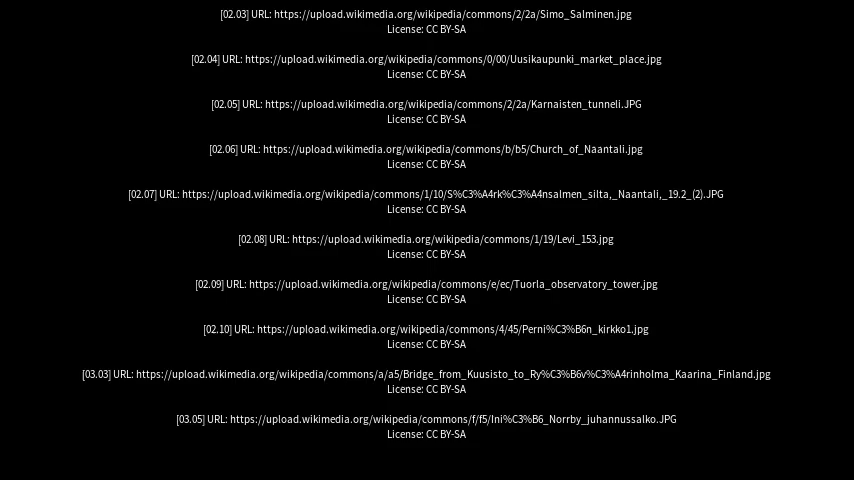 [02.03] URL: https://upload.wikimedia.org/wikipedia/commons/2/2a/Simo_Salminen.jpg
License: CC BY-SA
[02.04] URL: https://upload.wikimedia.org/wikipedia/commons/0/00/Uusikaupunki_market_place.jpg
License: CC BY-SA
[02.05] URL: https://upload.wikimedia.org/wikipedia/commons/2/2a/Karnaisten_tunneli.JPG
License: CC BY-SA
[02.06] URL: https://upload.wikimedia.org/wikipedia/commons/b/b5/Church_of_Naantali.jpg
License: CC BY-SA
[02.07] URL: https://upload.wikimedia.org/wikipedia/commons/1/10/S%C3%A4rk%C3%A4nsalmen_silta,_Naantali,_19.2_(2).JPG
License: CC BY-SA
[02.08] URL: https://upload.wikimedia.org/wikipedia/commons/1/19/Levi_153.jpg
License: CC BY-SA
[02.09] URL: https://upload.wikimedia.org/wikipedia/commons/e/ec/Tuorla_observatory_tower.jpg
License: CC BY-SA
[02.10] URL: https://upload.wikimedia.org/wikipedia/commons/4/45/Perni%C3%B6n_kirkko1.jpg
License: CC BY-SA
[03.03] URL: https://upload.wikimedia.org/wikipedia/commons/a/a5/Bridge_from_Kuusisto_to_Ry%C3%B6v%C3%A4rinholma_Kaarina_Finland.jpg
License: CC BY-SA
[03.05] URL: https://upload.wikimedia.org/wikipedia/commons/f/f5/Ini%C3%B6_Norrby_juhannussalko.JPG
License: CC BY-SA